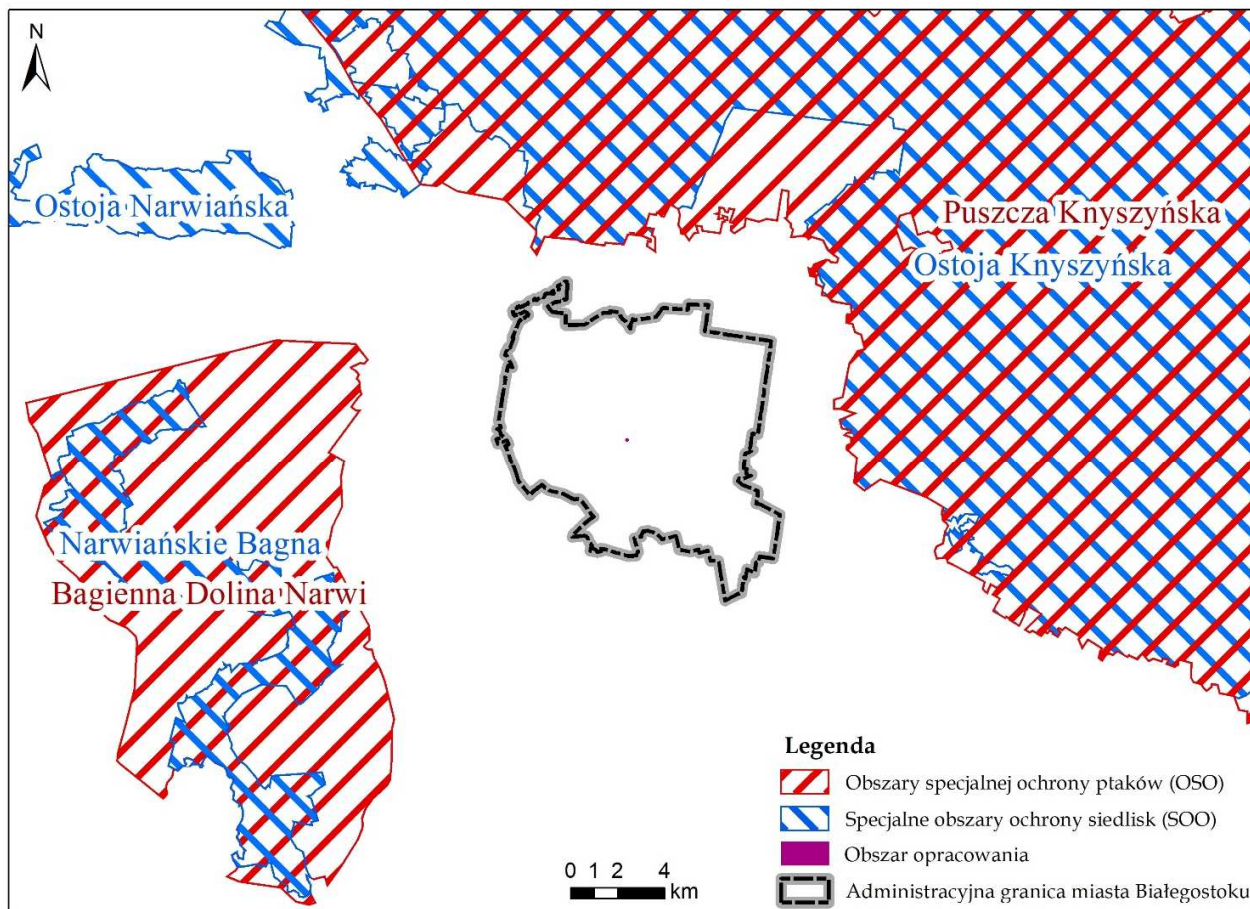 N
Ostoja Narwiańska
Puszcza Knyszyńska
Ostoja Knyszyńska
Narwiańskie Bagna
Bagienna Dolina Narwi
Legenda
Obszary specjalnej ochrony ptaków (OSO)
Specjalne obszary ochrony siedlisk (SOO)
Obszar opracowania
Administracyjna granica miasta Białegostoku
0 1 2 4
km